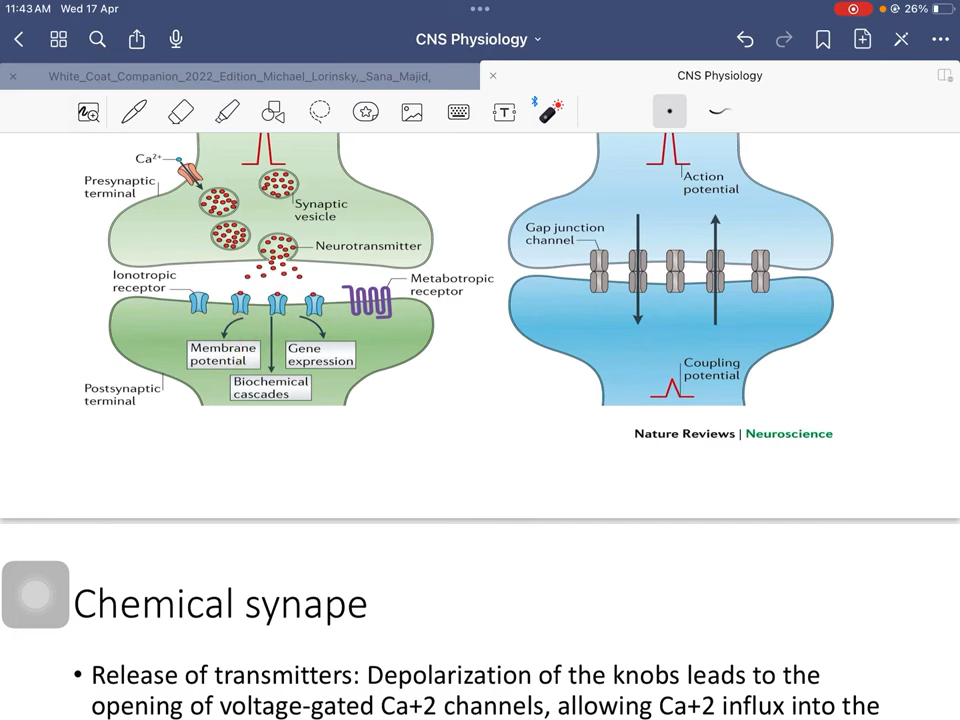 11:43 AM Wed 17 Apr
26%
CNS Physiology
White_Coat_Companion_2022_Edition_Michael_Lorinsky,_Sana_Majid,
CNS Physiology
Ca²⁺
Presynaptic
terminal
Synaptic
vesicle
Neurotransmitter
Ionotropic
receptor
Metabotropic
receptor
Membrane
potential
Gene
expression
Biochemical
cascades
Postsynaptic
terminal
Action
potential
Gap junction
channel
Coupling
potential
Nature Reviews | Neuroscience
Chemical synape
• Release of transmitters: Depolarization of the knobs leads to the
opening of voltage-gated Ca+2 channels, allowing Ca+2 influx into the